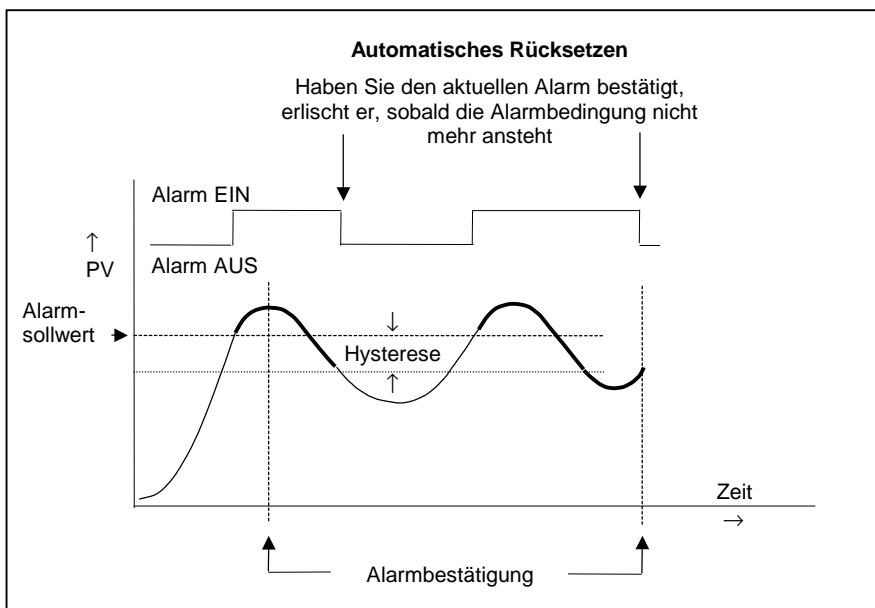 Automatisches Rücksetzen
Haben Sie den aktuellen Alarm bestätigt,
erlischt er, sobald die Alarmbedingung nicht
mehr ansteht
Alarm EIN
↑
PV
Alarm AUS
Alarm-
sollwert
Hysterese
Zeit
→
Alarmbestätigung